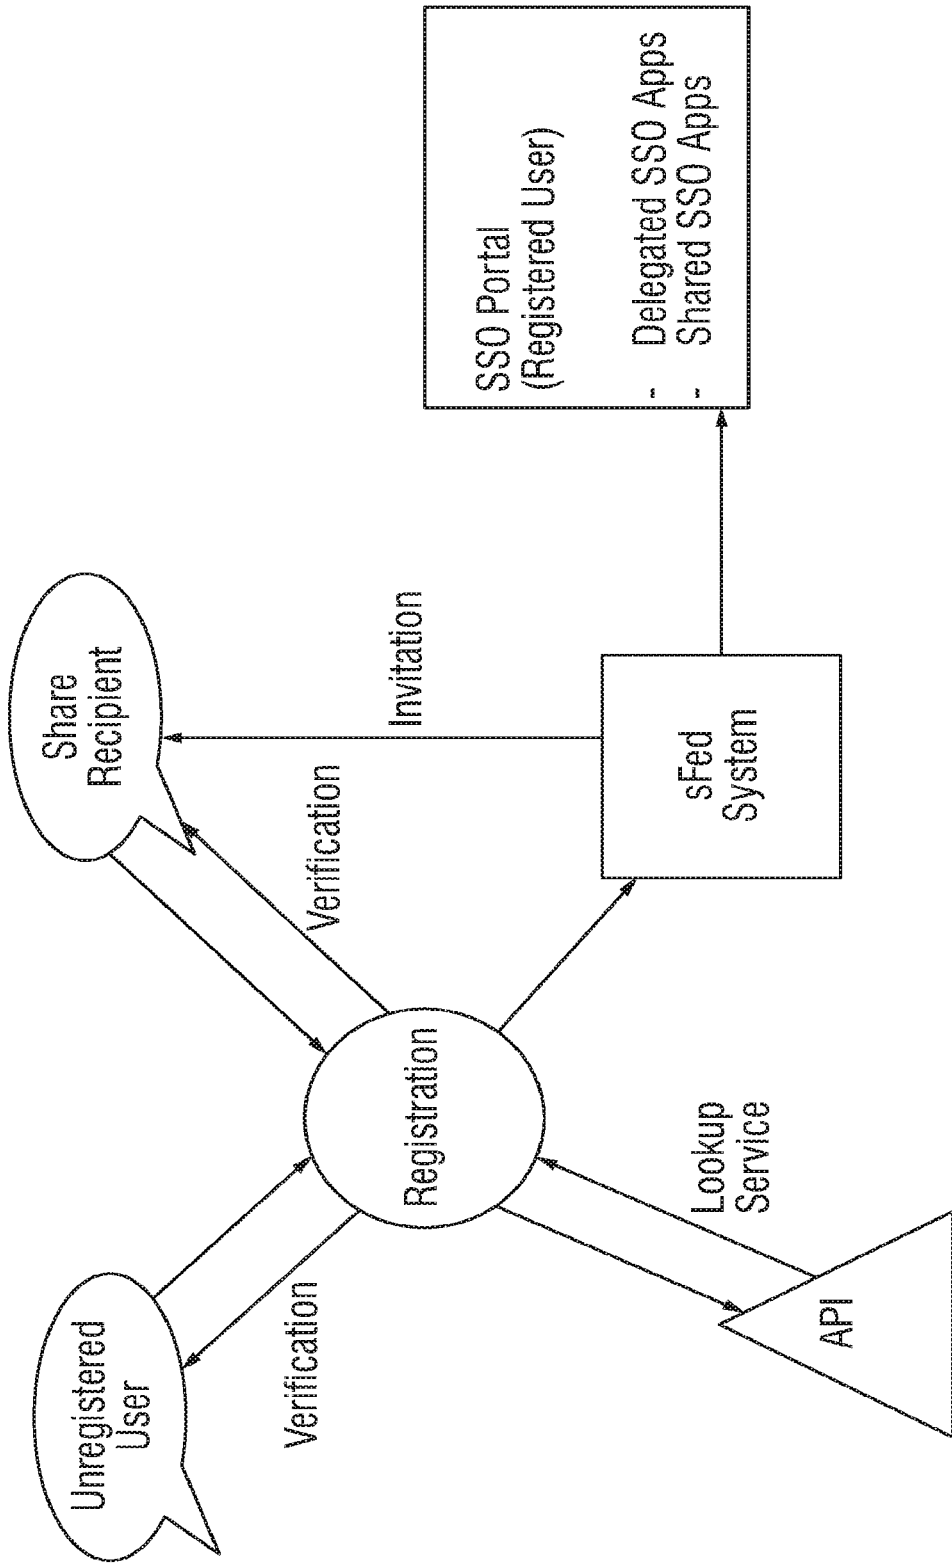 Unregistered
User
Verification
Share
Recipient
Verification
Registration
Invitation
SSO Portal
(Registered User)
- Delegated SSO Apps
- Shared SSO Apps
Lookup
Service
API
sFed
System